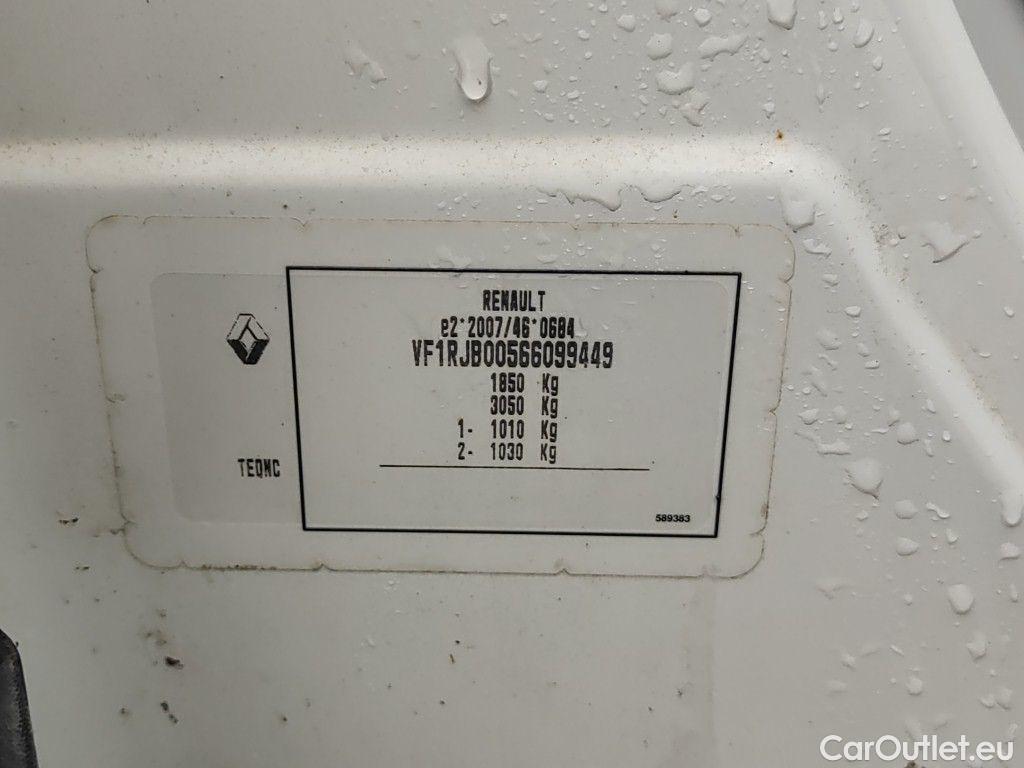 RENAULT
e2*2007/46*0684
VF1RJB00566099449
1850 Kg
3050 Kg
1- 1010 Kg
2- 1030 Kg
TEQMC
589383
CarOutlet.eu